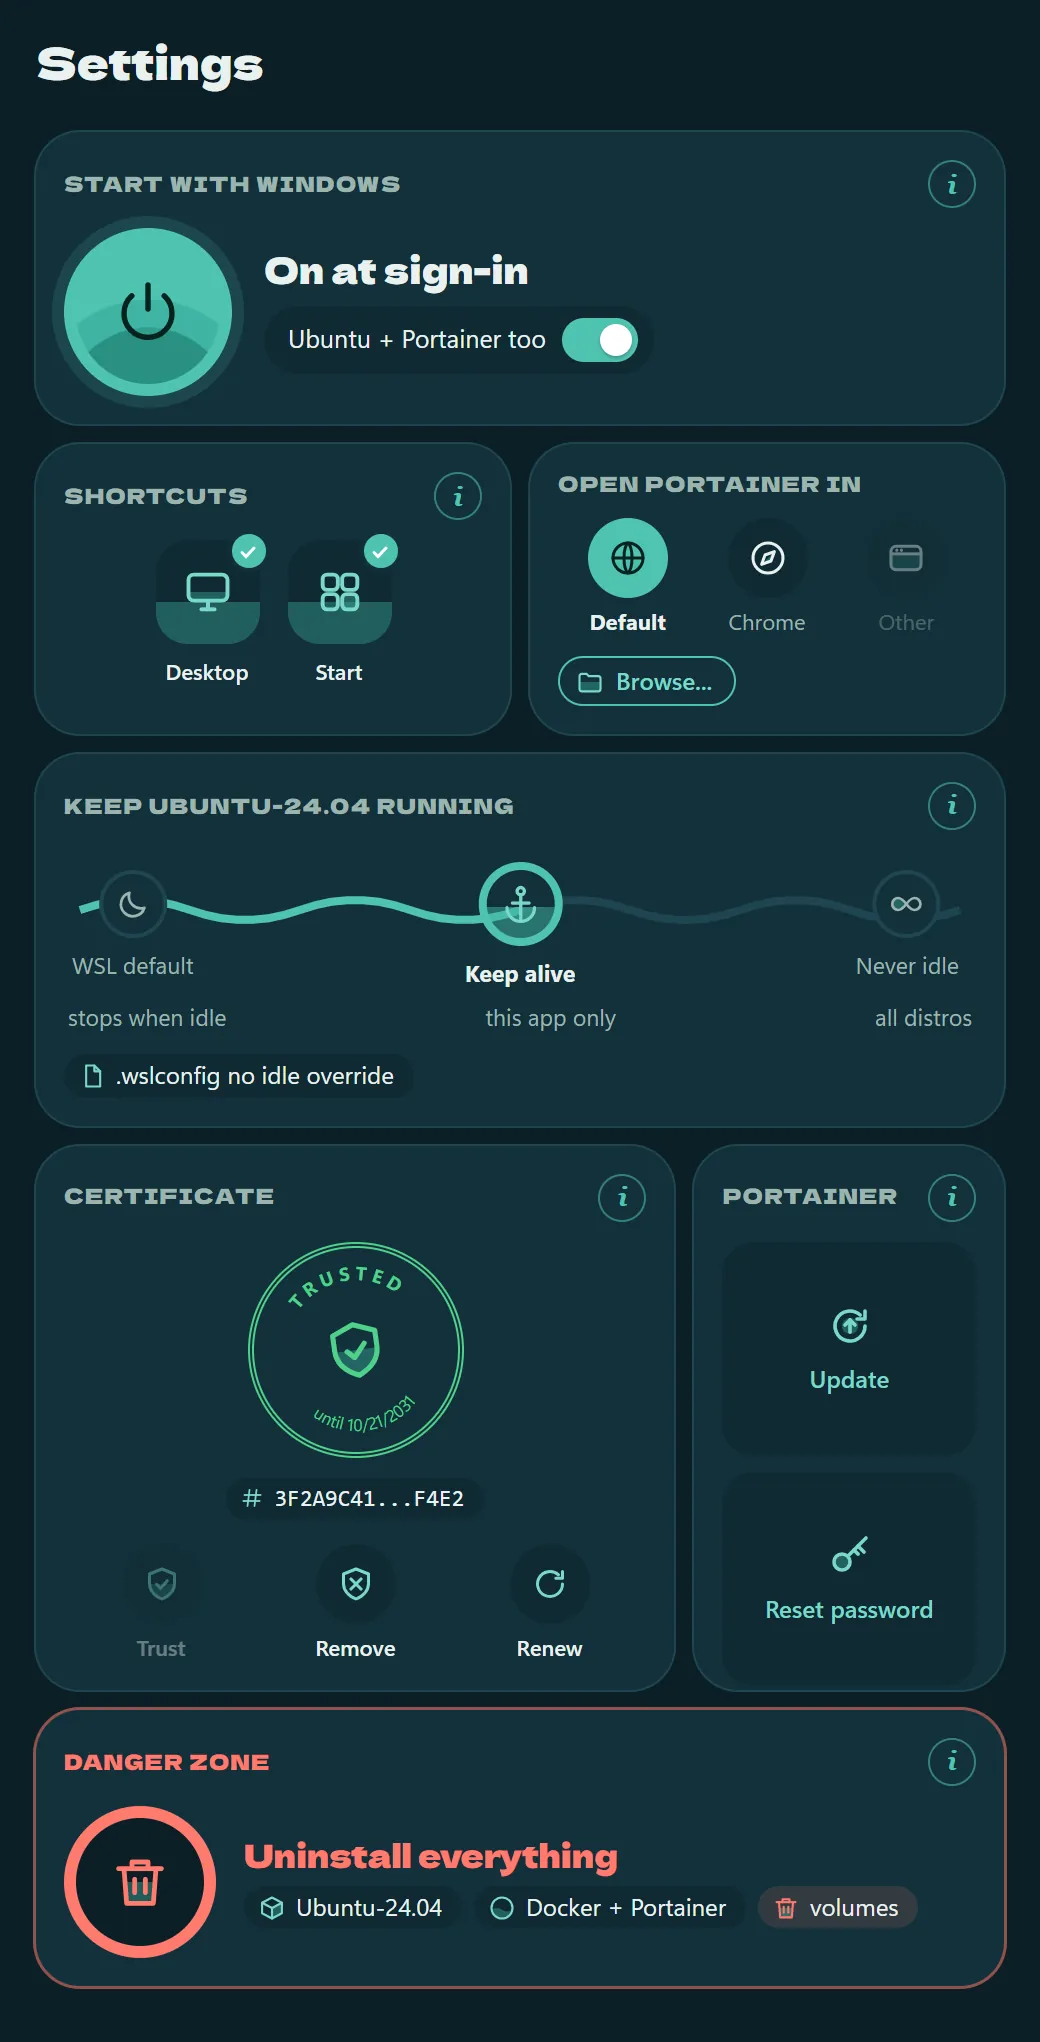 Settings
START WITH WINDOWS
i
On at sign-in
Ubuntu + Portainer too
SHORTCUTS
i
Desktop
Start
OPEN PORTAINER IN
Default
Chrome
Other
Browse...
KEEP UBUNTU-24.04 RUNNING
i
WSL default
Keep alive
Never idle
stops when idle
this app only
all distros
.wslconfig no idle override
CERTIFICATE
i
TRUSTED
until 10/21/2031
# 3F2A9C41...F4E2
Trust
Remove
Renew
PORTAINER
i
Update
Reset password
DANGER ZONE
i
Uninstall everything
Ubuntu-24.04
Docker + Portainer
volumes